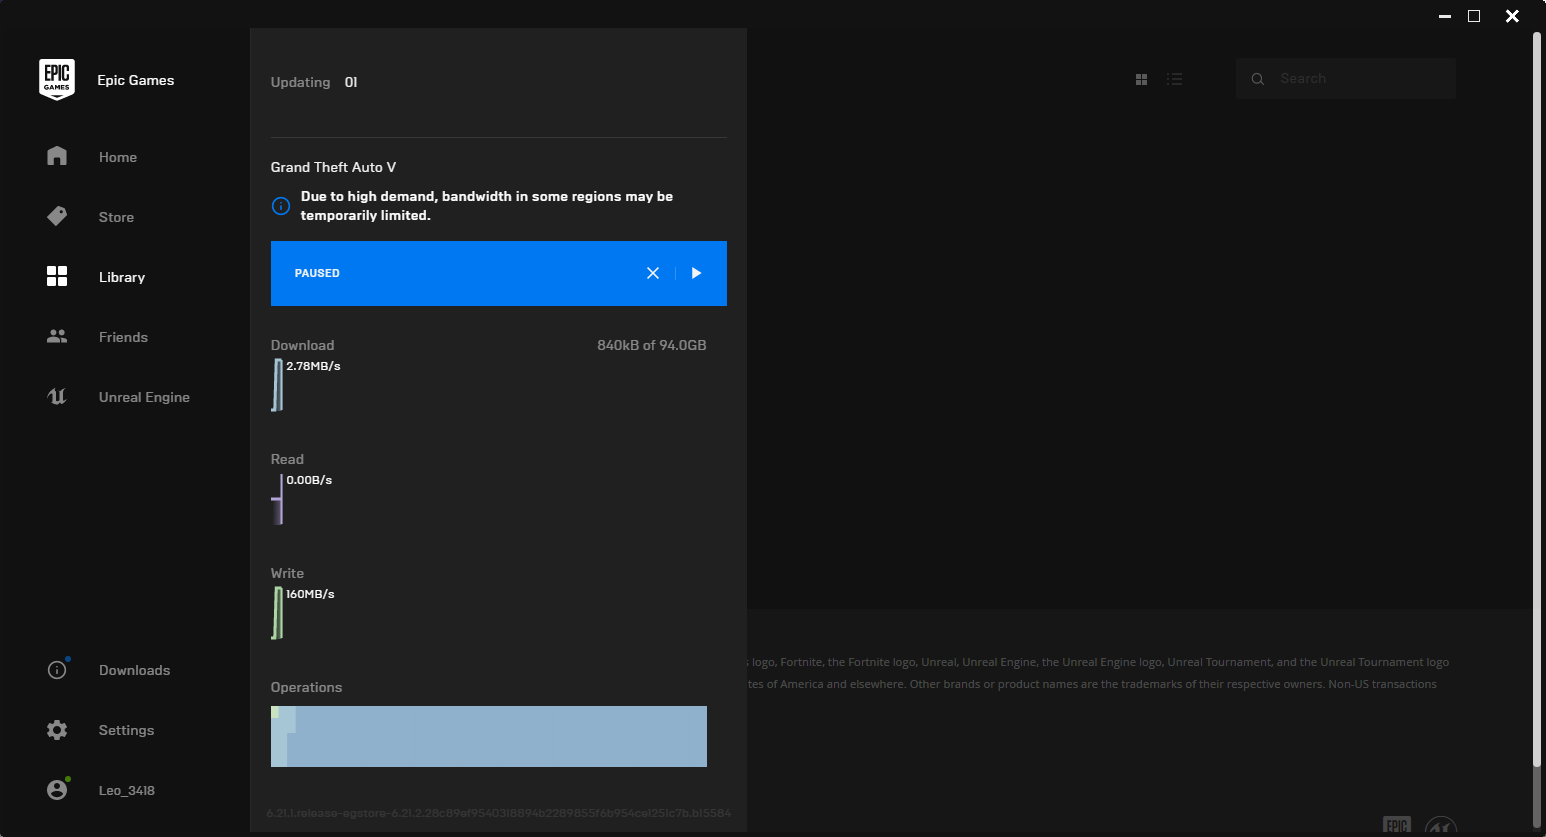 EPIC
GAMES
Epic Games
Home
Store
Library
Friends
Unreal Engine
Downloads
Settings
Leo_3418
Updating 01
Grand Theft Auto V
Due to high demand, bandwidth in some regions may be
temporarily limited.
PAUSED
Download 840kB of 94.0GB
2.78MB/s
Read
0.00B/s
Write
160MB/s
Operations
6.21.1.release-egstore-6.21.2.28c89ef9540318894b2289855f6b954ce1251c7b.b15584
Search
s logo, Fortnite, the Fortnite logo, Unreal, Unreal Engine, the Unreal Engine logo, Unreal Tournament, and the Unreal Tournament logo
tes of America and elsewhere. Other brands or product names are the trademarks of their respective owners. Non-US transactions
EPIC